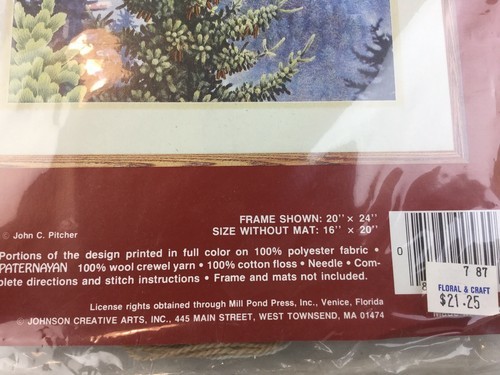 © John C. Pitcher
FRAME SHOWN: 20" x 24"
SIZE WITHOUT MAT: 16" x 20"
Portions of the design printed in full color on 100% polyester fabric •
PATERNAYAN 100% wool crewel yarn • 100% cotton floss • Needle • Com-
plete directions and stitch instructions • Frame and mats not included.
License rights obtained through Mill Pond Press, Inc., Venice, Florida
© JOHNSON CREATIVE ARTS, INC., 445 MAIN STREET, WEST TOWNSEND, MA 01474
0
7 87
FLORAL & CRAFT
$21.25